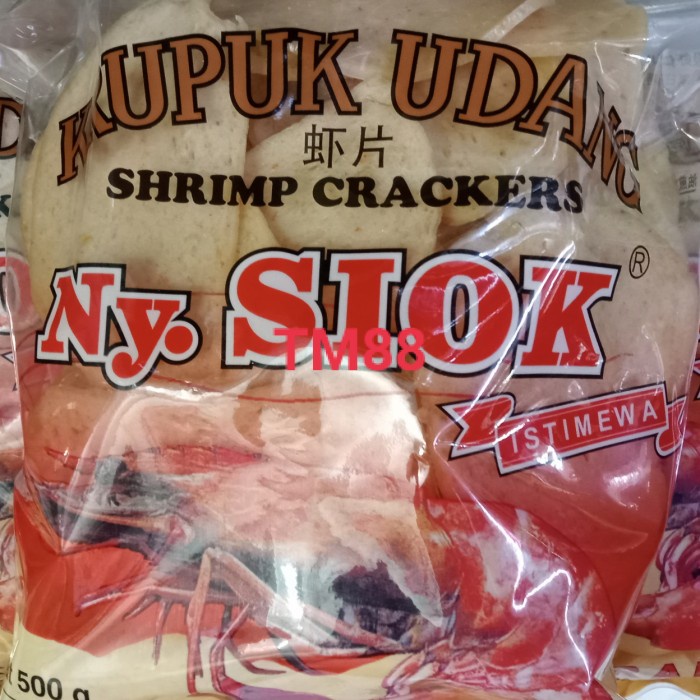 KRUPUK UDANG
虾片
SHRIMP CRACKERS
Ny. SIOK ®
TM88
ISTIMEWA
500 g